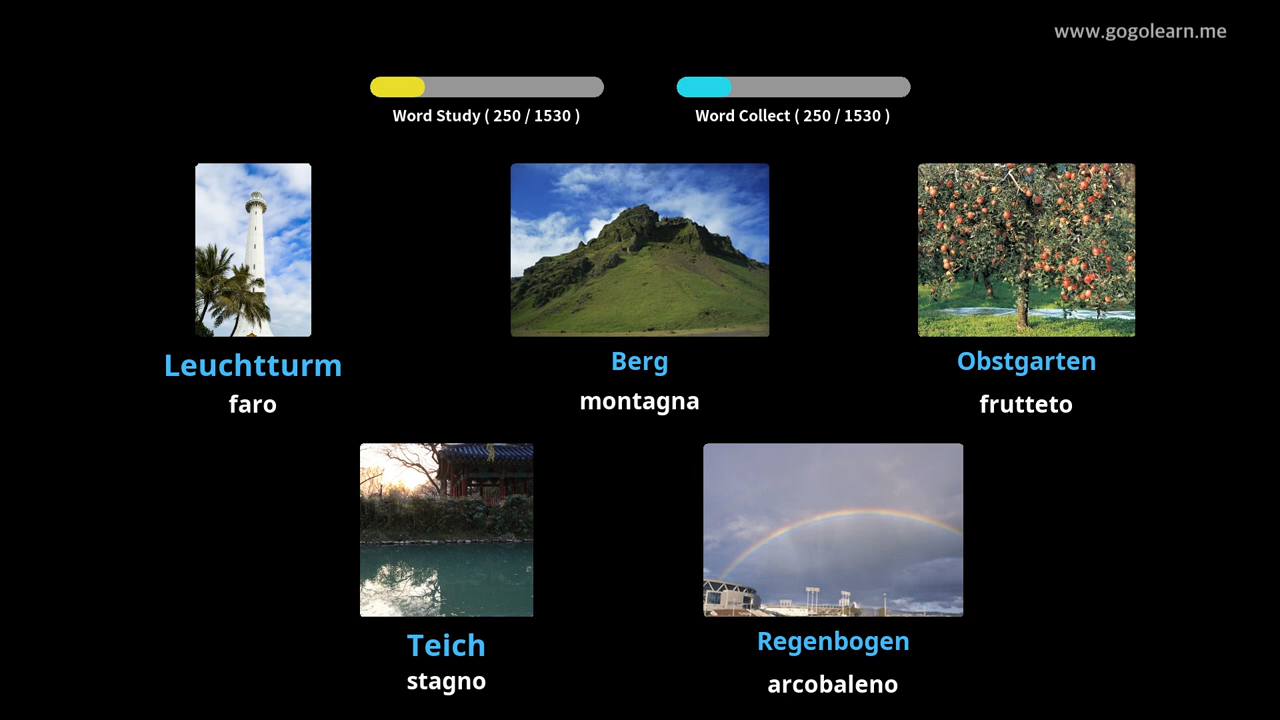 www.gogolearn.me
Word Study ( 250 / 1530 )
Word Collect ( 250 / 1530 )
Leuchtturm
faro
Berg
montagna
Obstgarten
frutteto
Teich
stagno
Regenbogen
arcobaleno